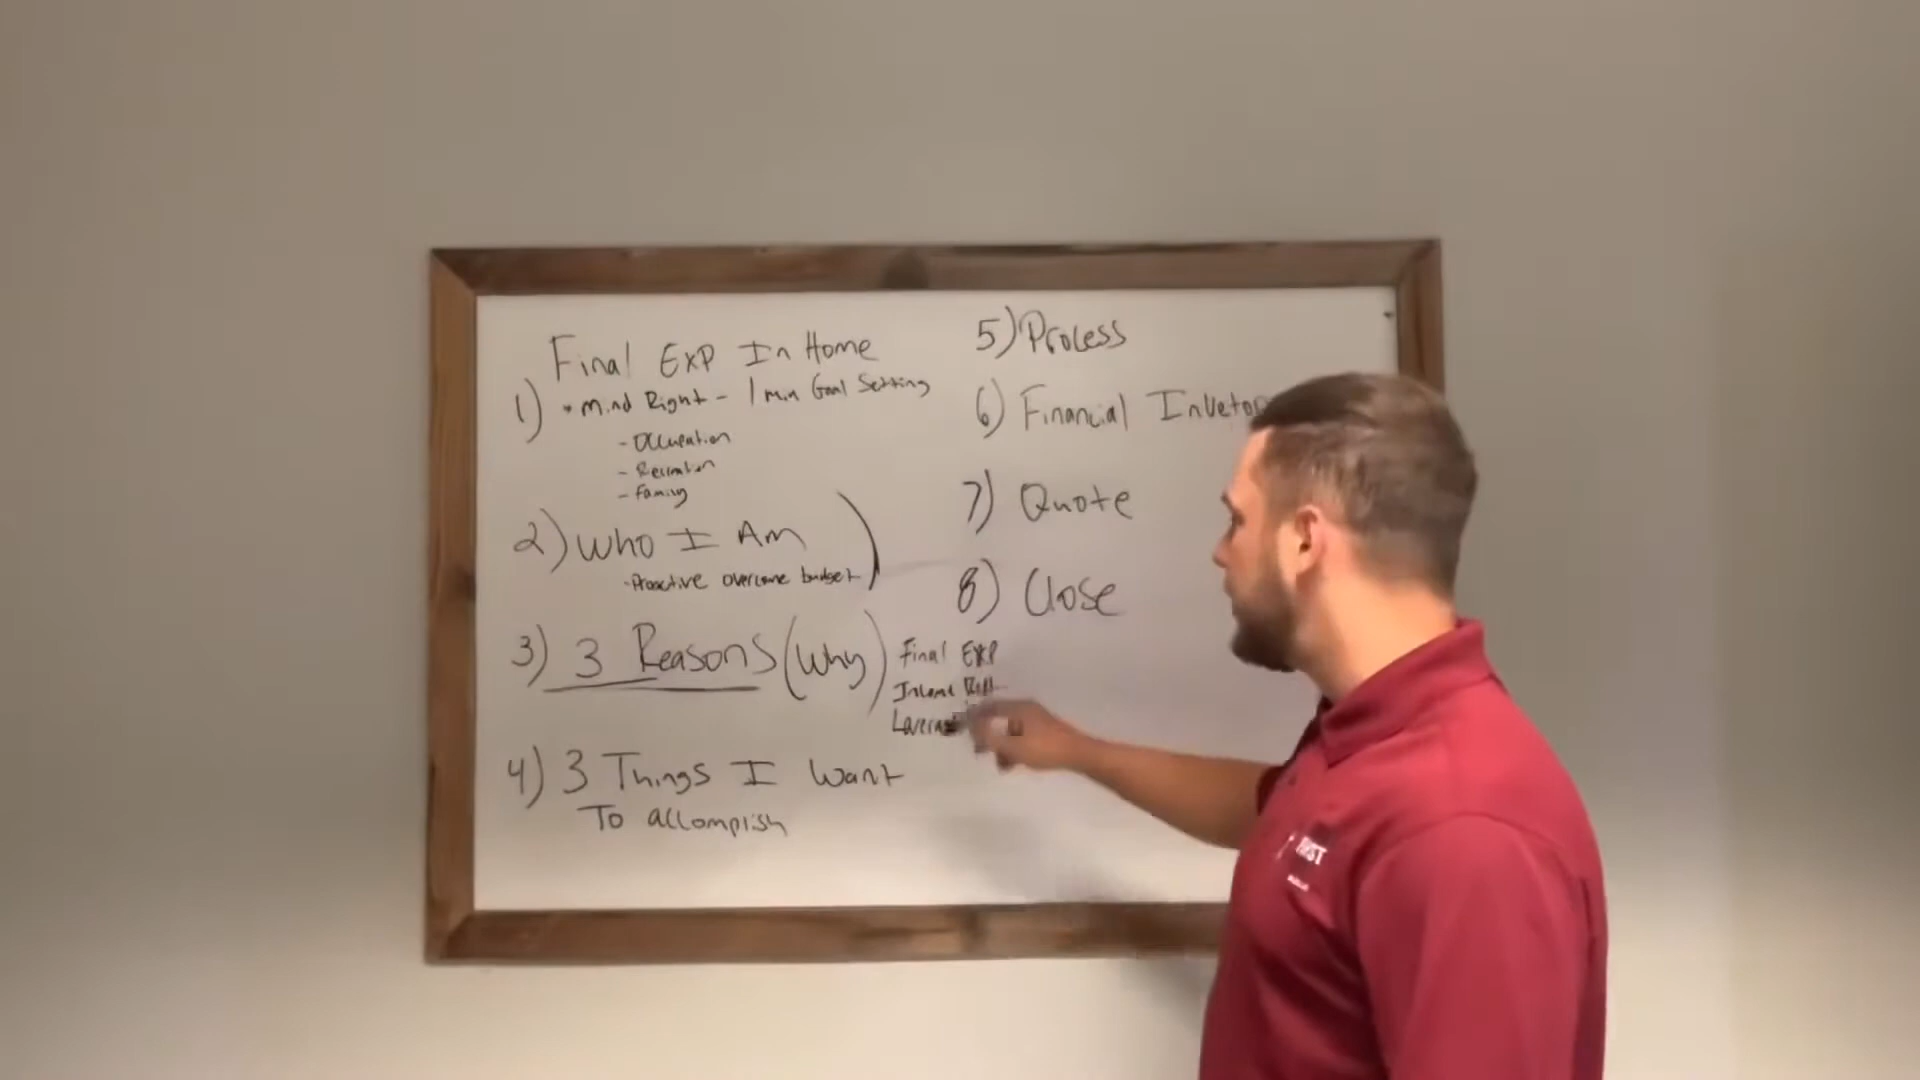 Final EXP In Home
1) • Mind Right - 1 min Goal Setting
- Occupation
- Recreation
- Family
2) Who I Am
- Proactive overcome budget
3) 3 Reasons (Why)
Final EXP
Income
4) 3 Things I Want
To accomplish
5) Process
6) Financial
7) Quote
8) Close